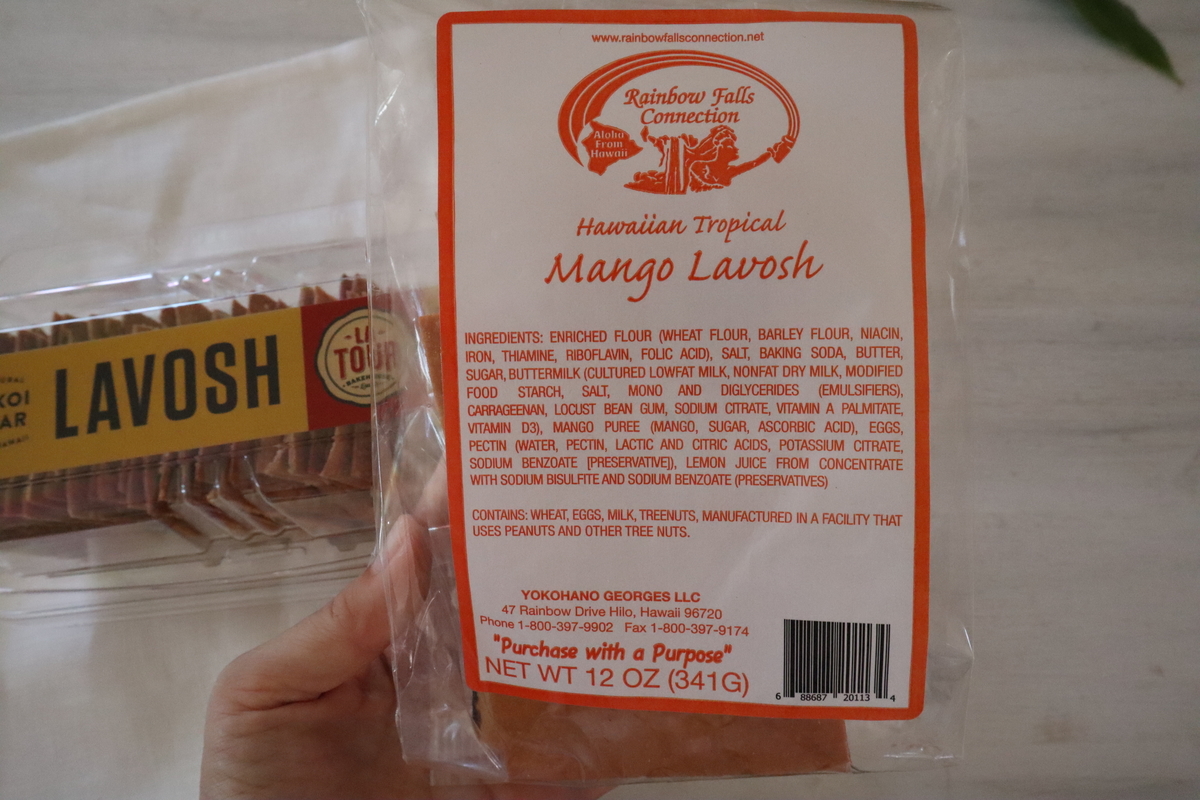 www.rainbowfallsconnection.net
Rainbow Falls
Connection
Aloha
From
Hawaii
Hawaiian Tropical
Mango Lavosh
INGREDIENTS: ENRICHED FLOUR (WHEAT FLOUR, BARLEY FLOUR, NIACIN,
IRON, THIAMINE, RIBOFLAVIN, FOLIC ACID), SALT, BAKING SODA, BUTTER,
SUGAR, BUTTERMILK (CULTURED LOWFAT MILK, NONFAT DRY MILK, MODIFIED
FOOD STARCH, SALT, MONO AND DIGLYCERIDES (EMULSIFIERS),
CARRAGEENAN, LOCUST BEAN GUM, SODIUM CITRATE, VITAMIN A PALMITATE,
VITAMIN D3), MANGO PUREE (MANGO, SUGAR, ASCORBIC ACID), EGGS,
PECTIN (WATER, PECTIN, LACTIC AND CITRIC ACIDS, POTASSIUM CITRATE,
SODIUM BENZOATE [PRESERVATIVE]), LEMON JUICE FROM CONCENTRATE
WITH SODIUM BISULFITE AND SODIUM BENZOATE (PRESERVATIVES)
CONTAINS: WHEAT, EGGS, MILK, TREENUTS, MANUFACTURED IN A FACILITY THAT
USES PEANUTS AND OTHER TREE NUTS.
YOKOHANO GEORGES LLC
47 Rainbow Drive Hilo, Hawaii 96720
Phone 1-800-397-9902 Fax 1-800-397-9174
"Purchase with a Purpose"
NET WT 12 OZ (341G)
6 88687 20113 4
LAVOSH
LA
TOUR